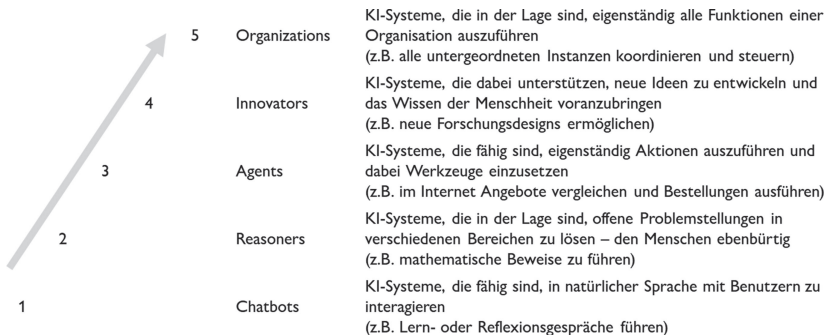 5 Organizations KI-Systeme, die in der Lage sind, eigenständig alle Funktionen einer
Organisation auszuführen
(z.B. alle untergeordneten Instanzen koordinieren und steuern)
4 Innovators KI-Systeme, die dabei unterstützen, neue Ideen zu entwickeln und
das Wissen der Menschheit voranzubringen
(z.B. neue Forschungsdesigns ermöglichen)
3 Agents KI-Systeme, die fähig sind, eigenständig Aktionen auszuführen und
dabei Werkzeuge einzusetzen
(z.B. im Internet Angebote vergleichen und Bestellungen ausführen)
2 Reasoners KI-Systeme, die in der Lage sind, offene Problemstellungen in
verschiedenen Bereichen zu lösen – den Menschen ebenbürtig
(z.B. mathematische Beweise zu führen)
1 Chatbots KI-Systeme, die fähig sind, in natürlicher Sprache mit Benutzern zu
interagieren
(z.B. Lern- oder Reflexionsgespräche führen)